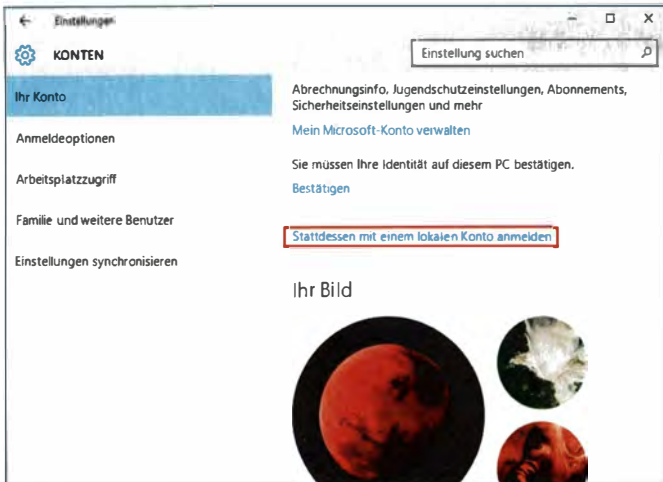 Einstellungen
KONTEN
Einstellung suchen
Ihr Konto
Anmeldeoptionen
Arbeitsplatzzugriff
Familie und weitere Benutzer
Einstellungen synchronisieren
Abrechnungsinfo, Jugendschutzeinstellungen, Abonnements,
Sicherheitseinstellungen und mehr
Mein Microsoft-Konto verwalten
Sie müssen Ihre Identität auf diesem PC bestätigen.
Bestätigen
Stattdessen mit einem lokalen Konto anmelden
Ihr Bild